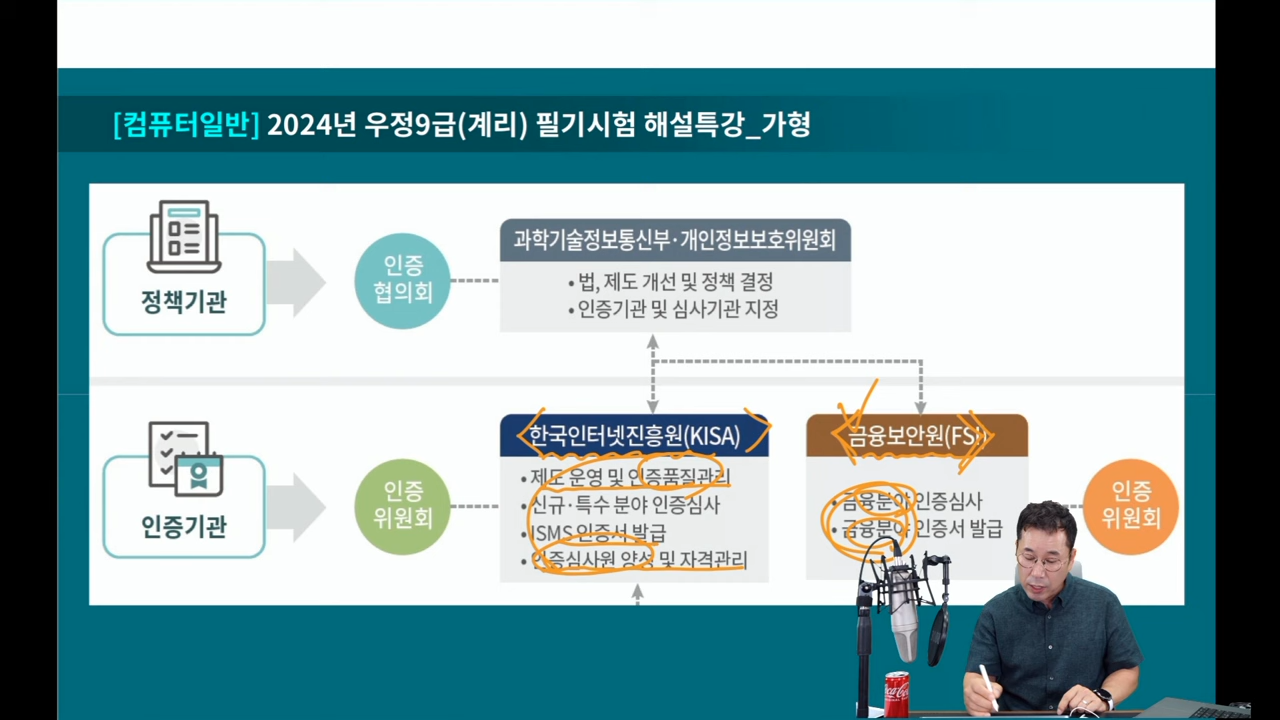 [컴퓨터일반] 2024년 우정9급(계리) 필기시험 해설특강_가형
정책기관
인증
협의회
과학기술정보통신부·개인정보보호위원회
• 법, 제도 개선 및 정책 결정
• 인증기관 및 심사기관 지정
인증기관
인증
위원회
한국인터넷진흥원(KISA)
• 제도 운영 및 인증품질관리
• 신규·특수 분야 인증심사
• ISMS 인증서 발급
• 인증심사원 양성 및 자격관리
금융보안원(FSI)
• 금융분야 인증심사
• 금융분야 인증서 발급
인증
위원회
Coca-Cola